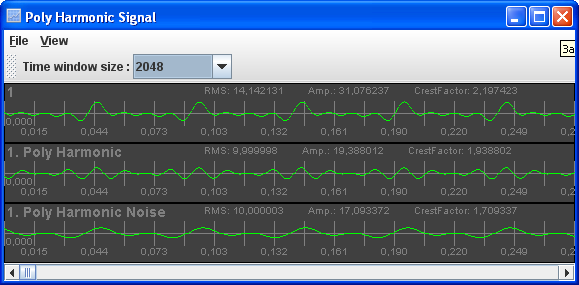 Poly Harmonic Signal
File View
За
Time window size : 2048
1 RMS: 14,142131 Amp.: 31,076237 CrestFactor: 2,197423
0,000
0,015 0,044 0,073 0,103 0,132 0,161 0,190 0,220 0,249 0,2
1. Poly Harmonic RMS: 9,999998 Amp.: 19,388012 CrestFactor: 1,938802
0,000
0,015 0,044 0,073 0,103 0,132 0,161 0,190 0,220 0,249 0,2
1. Poly Harmonic Noise RMS: 10,000003 Amp.: 17,093372 CrestFactor: 1,709337
0,000
0,015 0,044 0,073 0,103 0,132 0,161 0,190 0,220 0,249 0,2